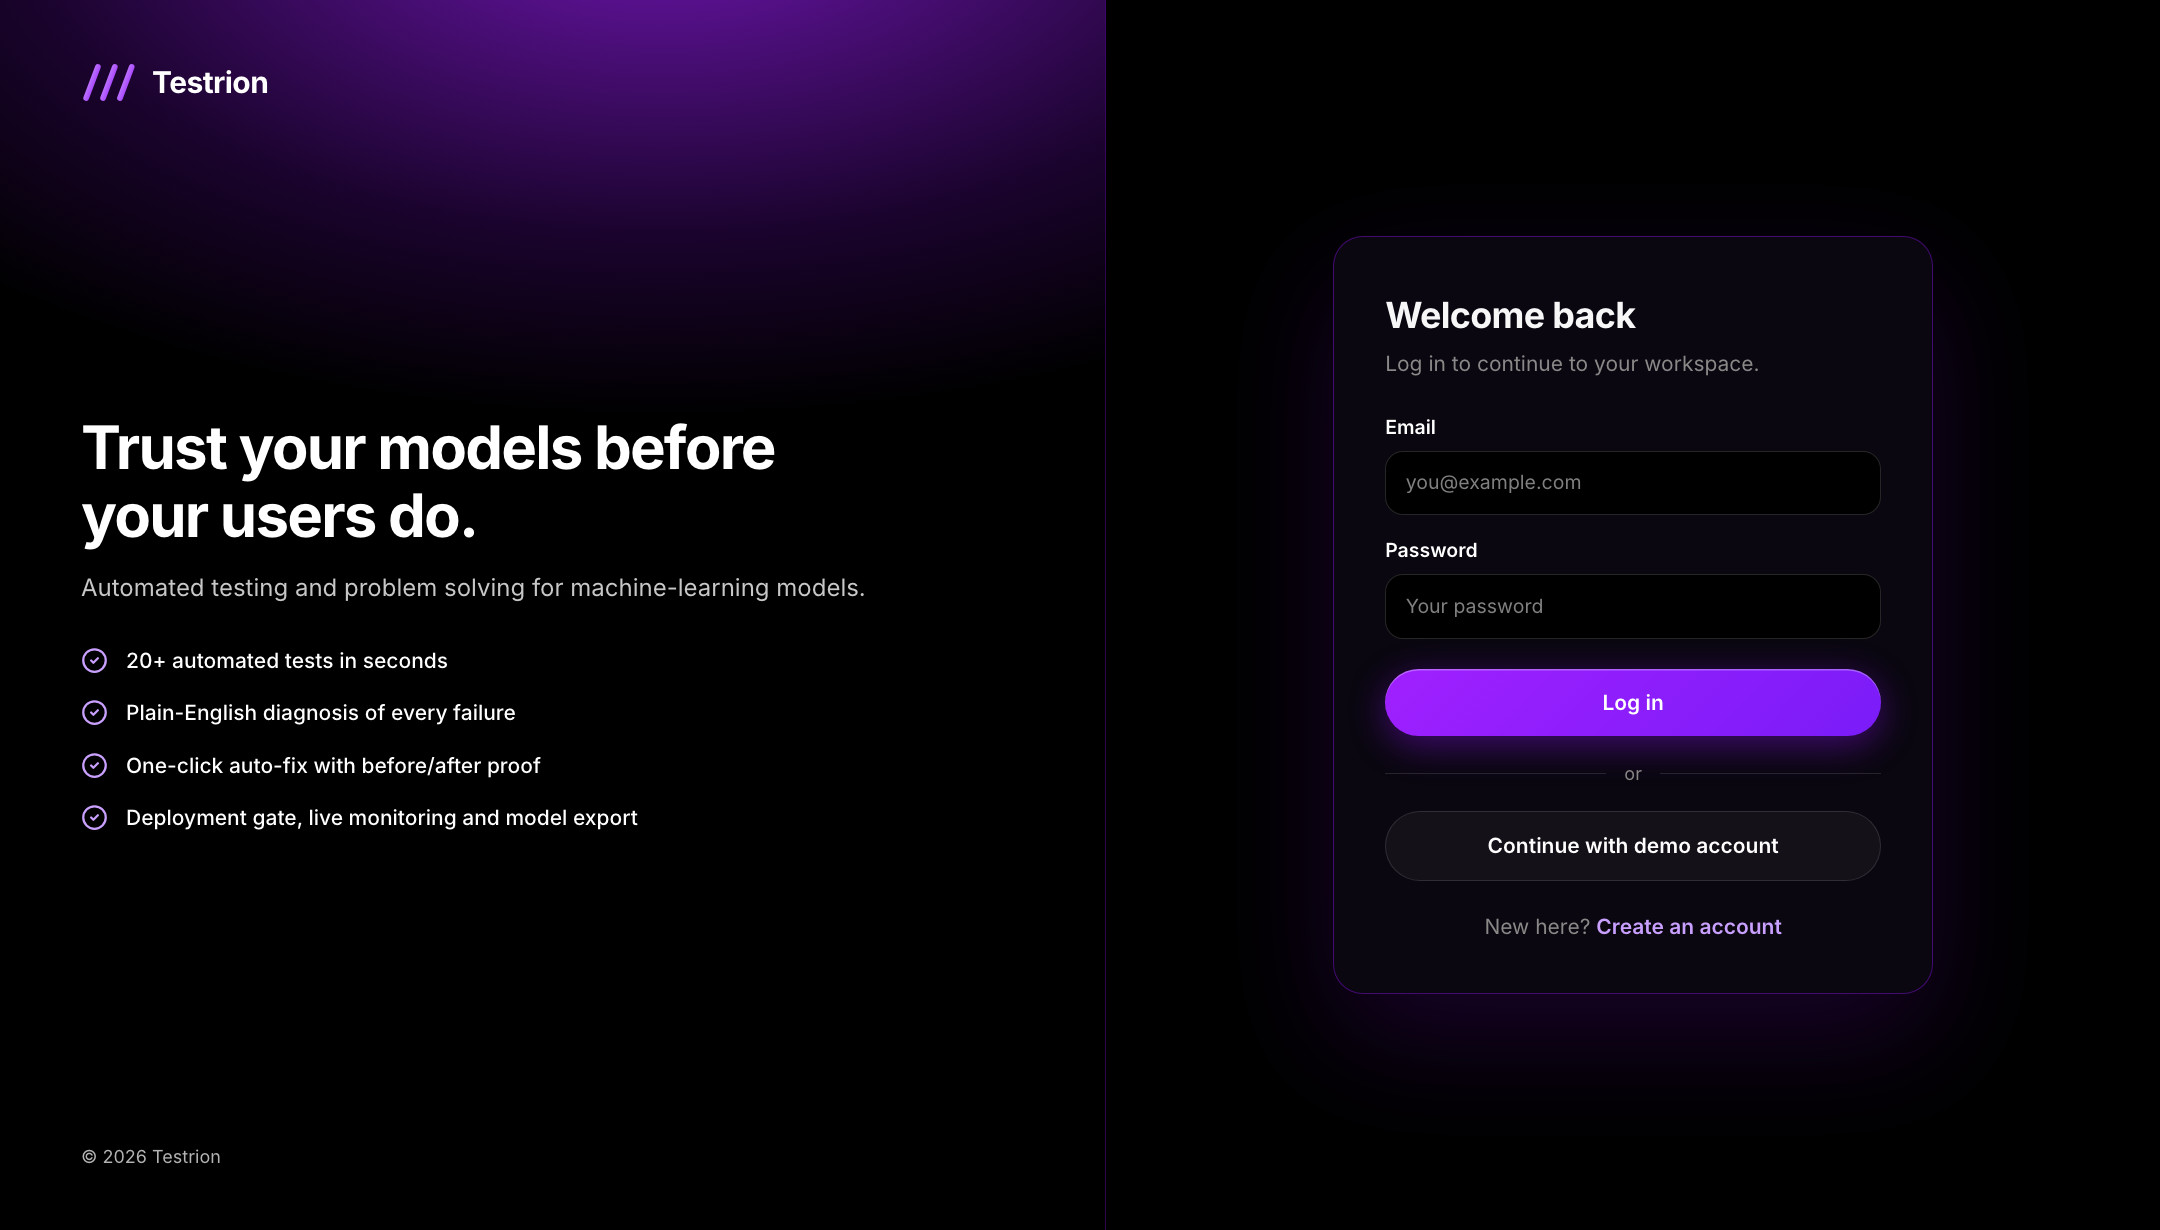 Testrion
Trust your models before
your users do.
Automated testing and problem solving for machine-learning models.
20+ automated tests in seconds
Plain-English diagnosis of every failure
One-click auto-fix with before/after proof
Deployment gate, live monitoring and model export
© 2026 Testrion
Welcome back
Log in to continue to your workspace.
Email
you@example.com
Password
Your password
Log in
or
Continue with demo account
New here? Create an account